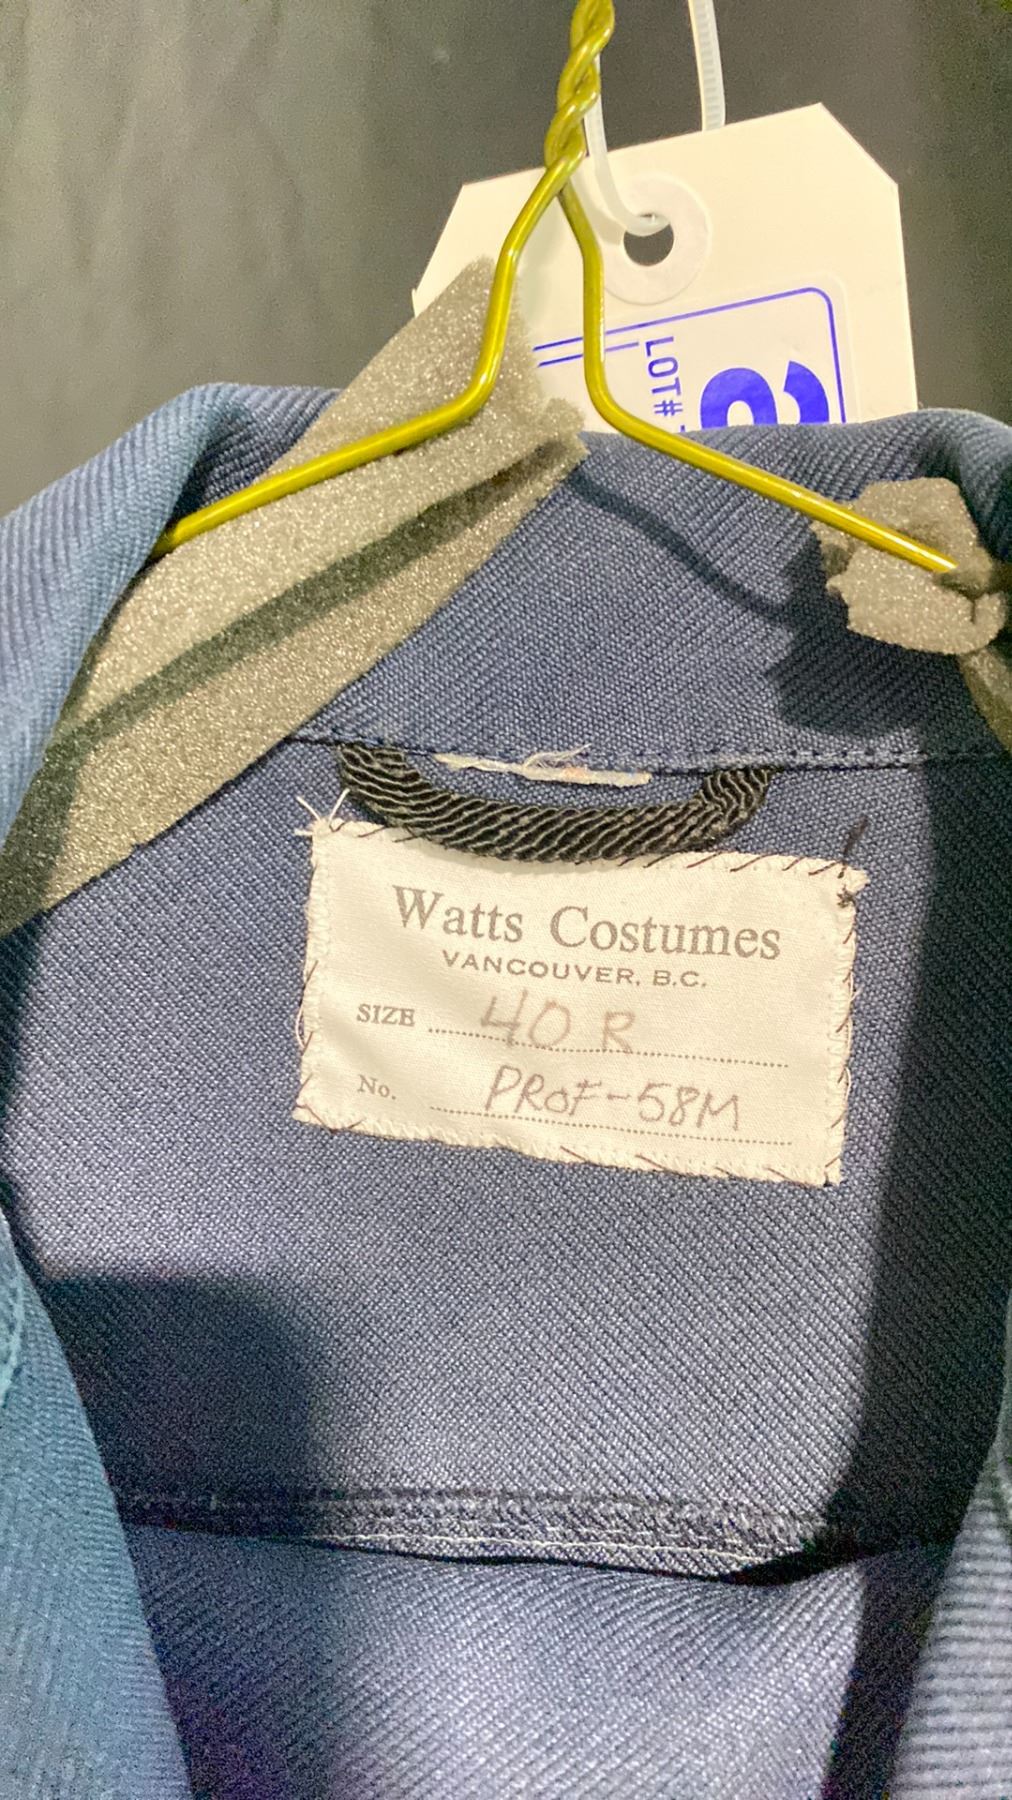 LOT#
Watts Costumes
VANCOUVER, B.C.
SIZE 40 R
No. PROF-58M